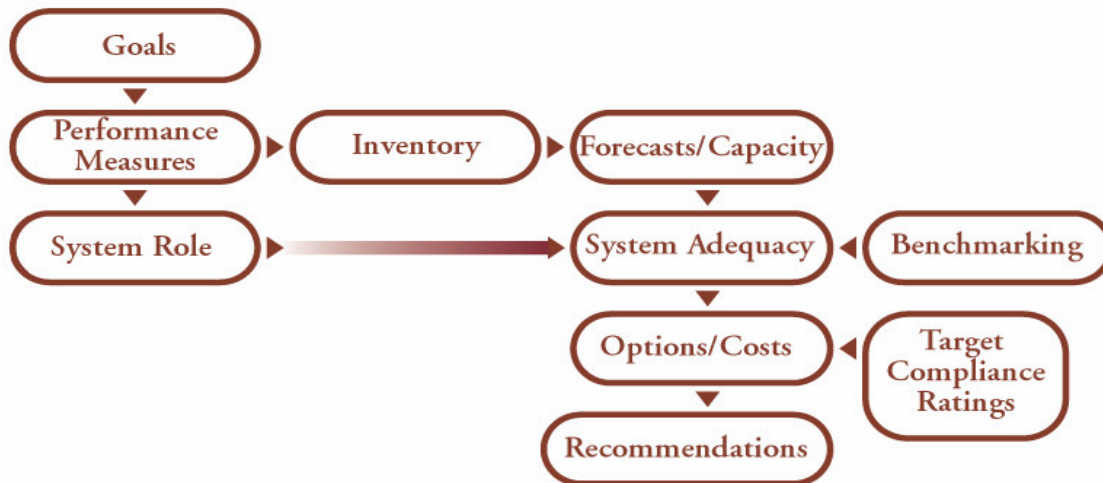 Goals
Performance
Measures
Inventory
Forecasts/Capacity
System Role
System Adequacy
Benchmarking
Options/Costs
Target
Compliance
Ratings
Recommendations